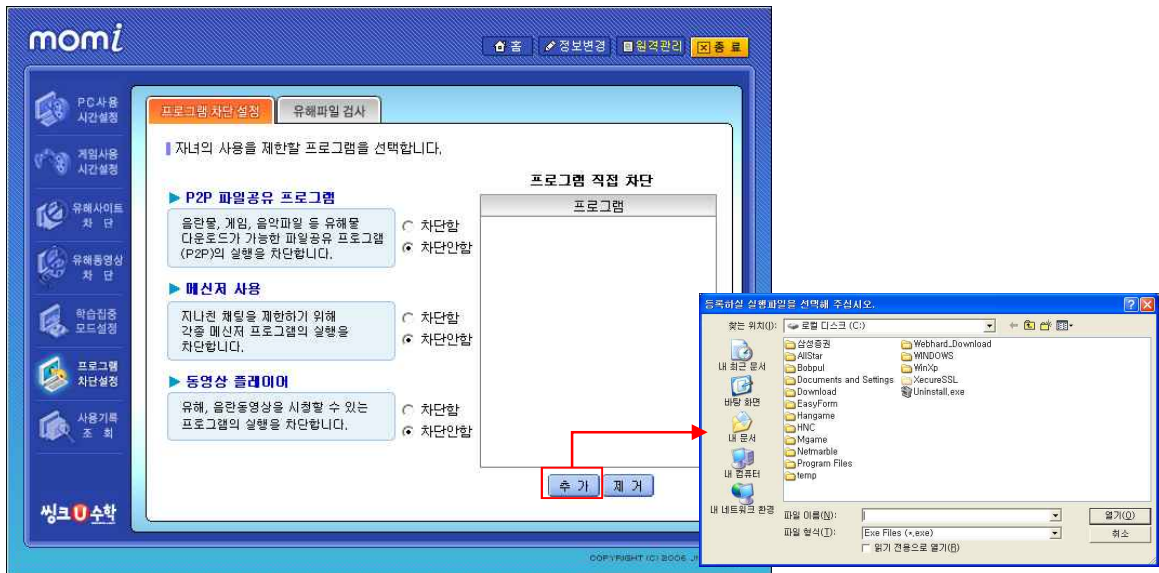 momi
홈 정보변경 원격관리 종 료
PC사용
시간설정
게임사용
시간설정
유해사이트
차 단
유해동영상
차 단
학습집중
모드설정
프로그램
차단설정
사용기록
조 회
씽크U수학
프로그램 차단 설정 유해파일 검사
자녀의 사용을 제한할 프로그램을 선택합니다.
P2P 파일공유 프로그램
음란물, 게임, 음악파일 등 유해물
다운로드가 가능한 파일공유 프로그램
(P2P)의 실행을 차단합니다.
차단함
차단안함
메신저 사용
지나친 채팅을 제한하기 위해
각종 메신저 프로그램의 실행을
차단합니다.
차단함
차단안함
동영상 플레이어
유해, 음란동영상을 시청할 수 있는
프로그램의 실행을 차단합니다.
차단함
차단안함
프로그램 직접 차단
프로그램
추 가 제 거
COPYRIGHT (C) 2006
등록하실 실행파일을 선택해 주십시오.
찾는 위치(I): 로컬 디스크 (C:)
내 최근 문서
바탕 화면
내 문서
내 컴퓨터
내 네트워크 환경
삼성증권
AllStar
Bobpul
Documents and Settings
Download
EasyForm
Hangame
HNC
Mgame
Netmarble
Program Files
temp
Webhard_Download
WINDOWS
WinXp
XecureSSL
Uninstall.exe
파일 이름(N): 열기(O)
파일 형식(T): Exe Files (*.exe) 취소
읽기 전용으로 열기(R)